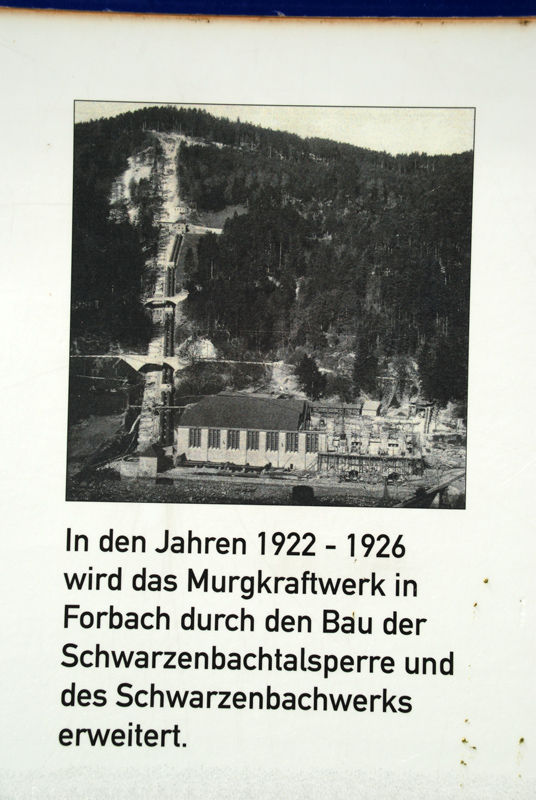 In den Jahren 1922 - 1926
wird das Murgkraftwerk in
Forbach durch den Bau der
Schwarzenbachtalsperre und
des Schwarzenbachwerks
erweitert.